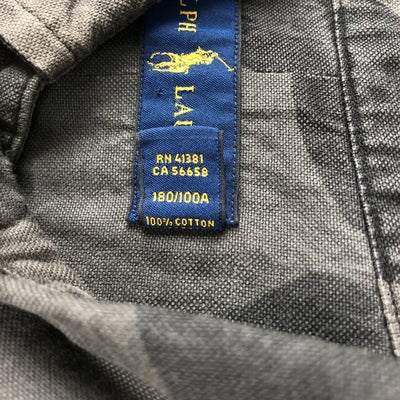 LPH
LAU
RN 41381
CA 56658
180/100A
100% COTTON